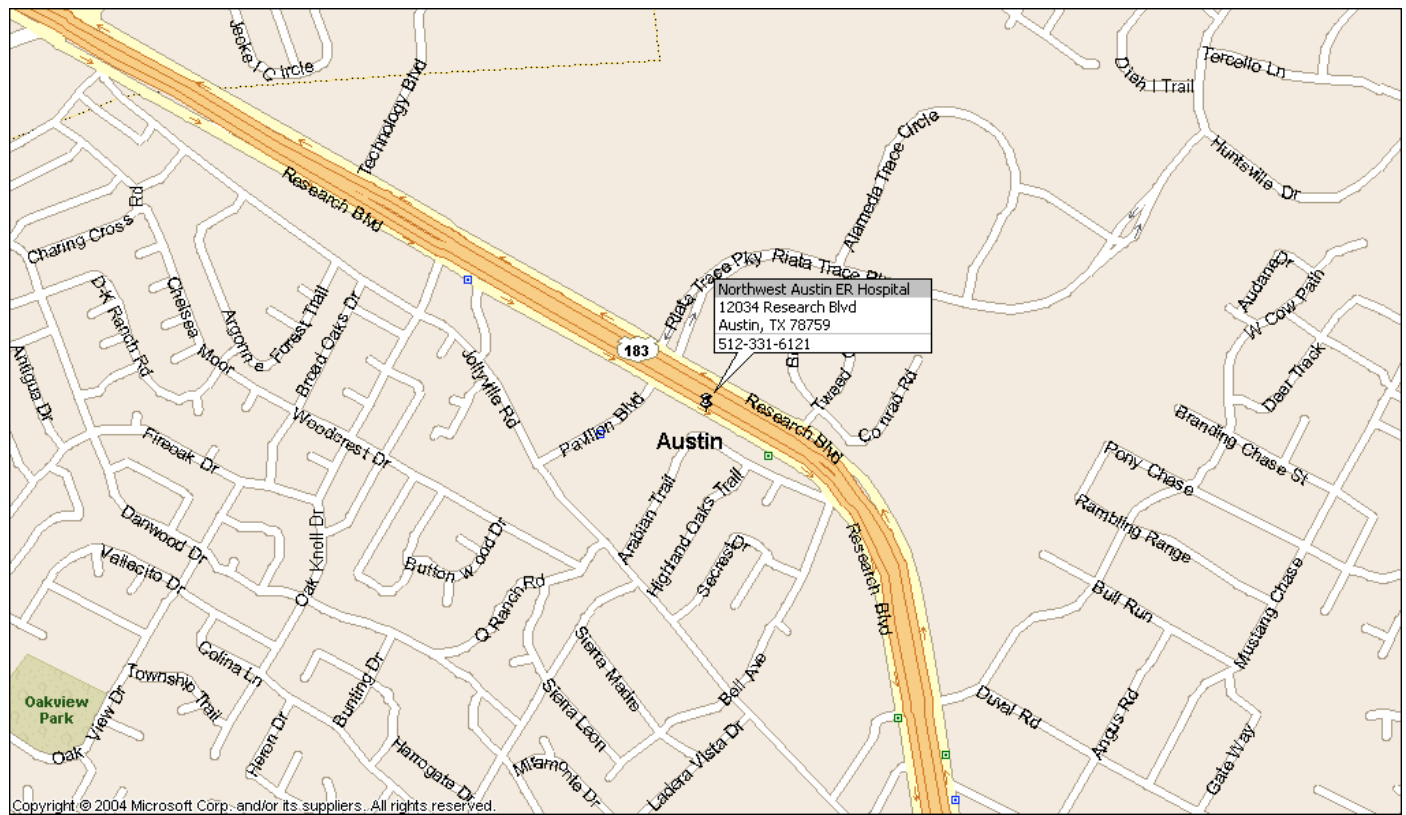 Jeoke l Circle
Technology Blvd
Dieh l Trail
Tercello Ln
Huntsville Dr
Alameda Trace Circle
Research Blvd
Charing Cross Rd
Riata Trace Pky
Riata Trace
Audane Dr
W Cow Path
Deer Track
Northwest Austin ER Hospital
12034 Research Blvd
Austin, TX 78759
512-331-6121
183
D-K Ranch Rd
Chelsea Moor
Argonne Forest Trail
Broad Oaks Dr
Antigua Dr
Jollyville Rd
Tweed
Conrad Rd
Research Blvd
Woodcrest Dr
Pavilion Blvd
Austin
Branding Chase St
Pony Chase
Fireoak Dr
Arabian Trail
Highland Oaks Trail
Rambling Range
Danwood Dr
Oak Knoll Dr
Button Wood Dr
Secrest Dr
Research Blvd
Vallecito Dr
Q Ranch Rd
Bull Run
Mustang Chase
Colina Ln
Township Trail
Bunting Dr
Sierra Madre
Sierra Leon
Bell Ave
Duval Rd
Angus Rd
Gate Way
Oakview
Park
Oak View Dr
Heron Dr
Harrogate Dr
Miramonte Dr
Ladera Vista Dr
Copyright © 2004 Microsoft Corp. and/or its suppliers. All rights reserved.